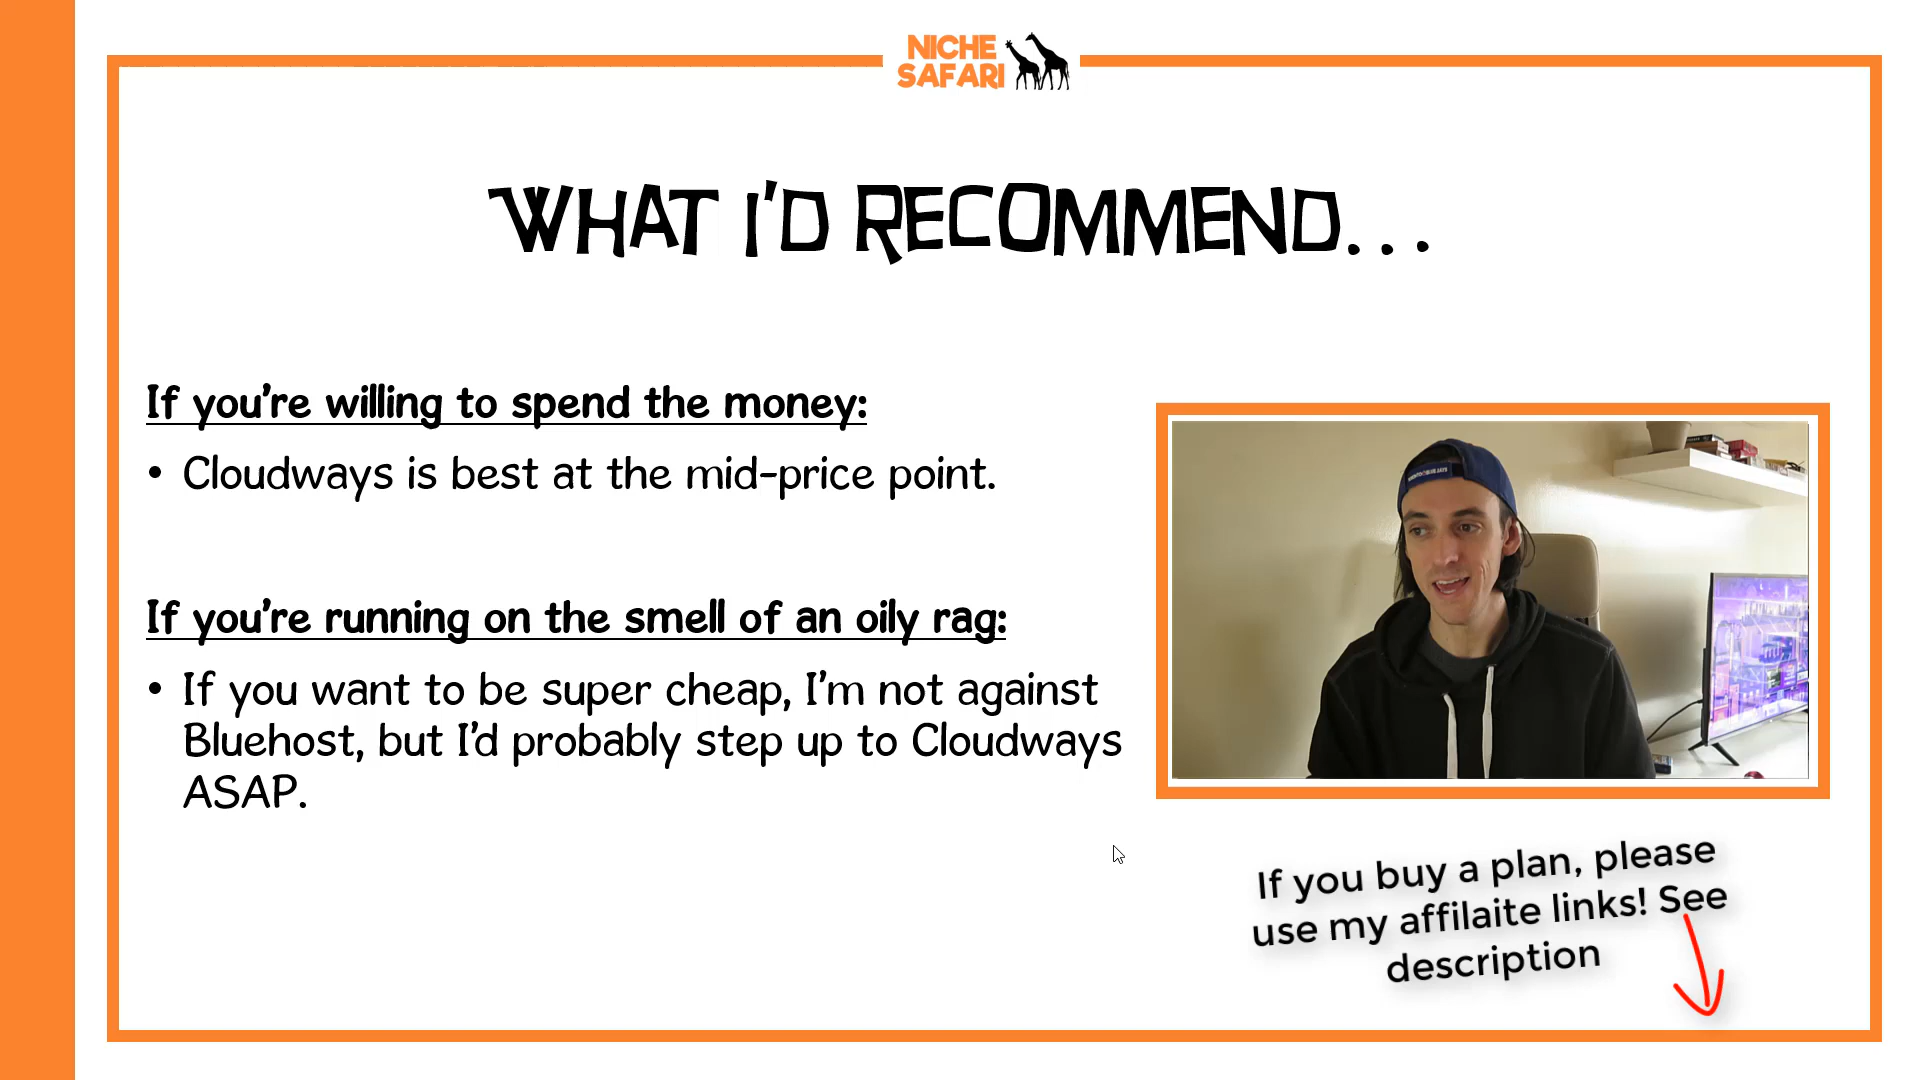 NICHE
SAFARI
WHAT I'D RECOMMEND...
If you're willing to spend the money:
• Cloudways is best at the mid-price point.
If you're running on the smell of an oily rag:
• If you want to be super cheap, I'm not against
Bluehost, but I'd probably step up to Cloudways
ASAP.
If you buy a plan, please
use my affilaite links! See
description